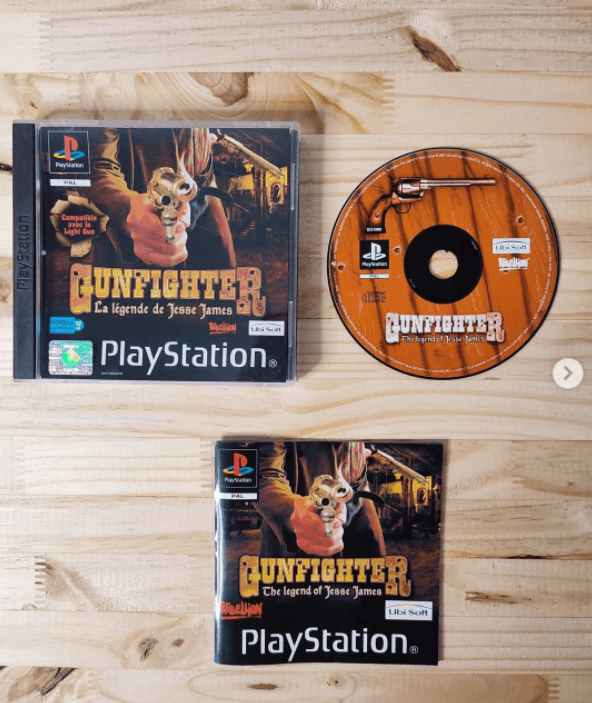 PlayStation
PlayStation
PAL
Compatible
avec le
Light Gun
GUNFIGHTER
La légende de Jesse James
Rebellion
Ubi Soft
PlayStation®
PlayStation
PAL
Ubi Soft
Rebellion
GUNFIGHTER
The legend of Jesse James
PlayStation
PAL
GUNFIGHTER
The legend of Jesse James
Rebellion
Ubi Soft
PlayStation®